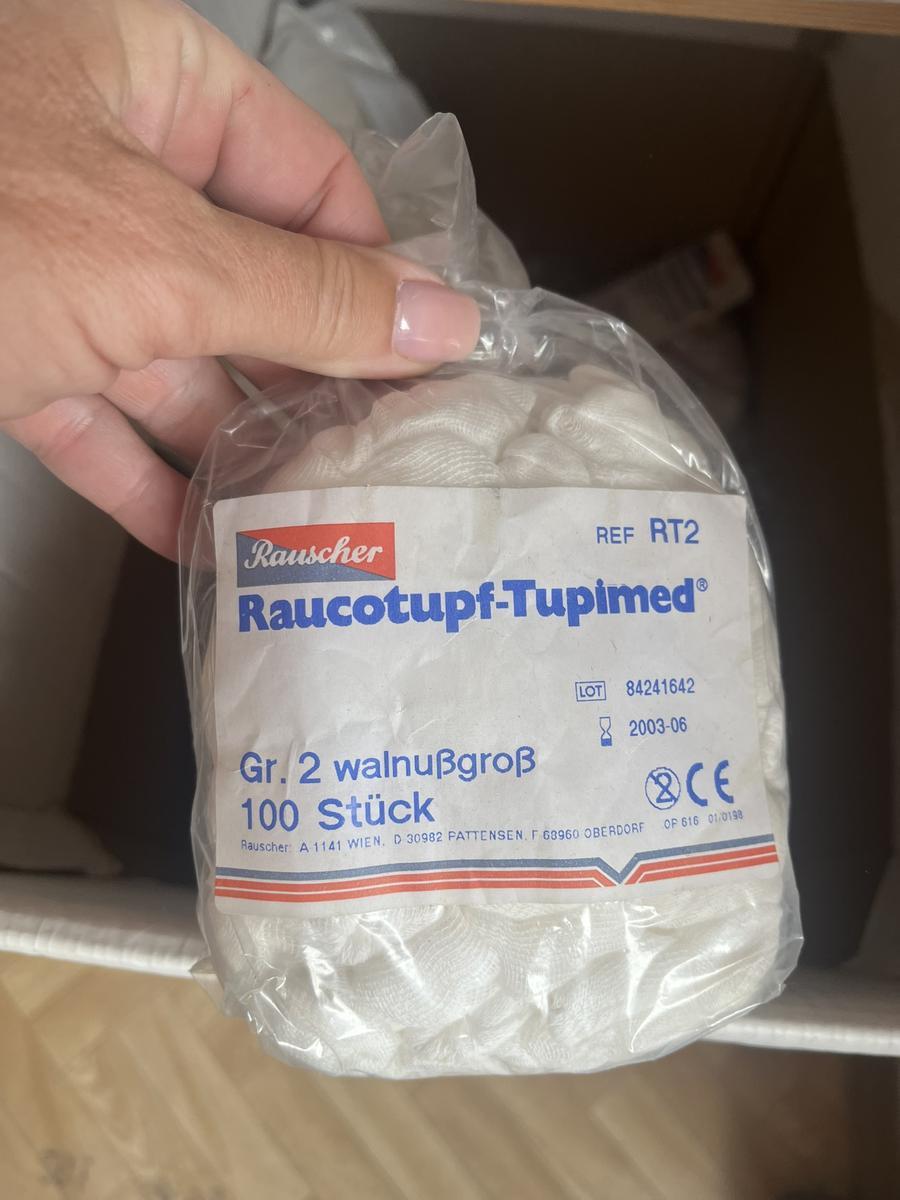 Rauscher
REF RT2
Raucotupf-Tupimed®
LOT 84241642
2003-06
Gr. 2 walnußgroß
100 Stück
CE
Rauscher: A-1141 WIEN, D-30982 PATTENSEN, F-68960 OBERDORF OP 616 01/0198